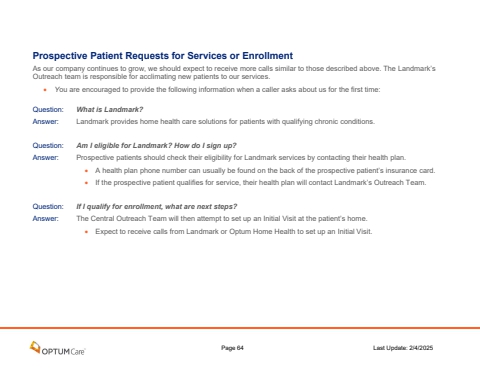 Prospective Patient Requests for Services or Enrollment
As our company continues to grow, we should expect to receive more calls similar to those described above. The Landmark's
Outreach team is responsible for acclimating new patients to our services.
• You are encouraged to provide the following information when a caller asks about us for the first time:
Question: What is Landmark?
Answer: Landmark provides home health care solutions for patients with qualifying chronic conditions.
Question: Am I eligible for Landmark? How do I sign up?
Answer: Prospective patients should check their eligibility for Landmark services by contacting their health plan.
• A health plan phone number can usually be found on the back of the prospective patient's insurance card.
• If the prospective patient qualifies for service, their health plan will contact Landmark's Outreach Team.
Question: If I qualify for enrollment, what are next steps?
Answer: The Central Outreach Team will then attempt to set up an Initial Visit at the patient's home.
• Expect to receive calls from Landmark or Optum Home Health to set up an Initial Visit.
OPTUMCare Page 64 Last Update: 2/4/2025